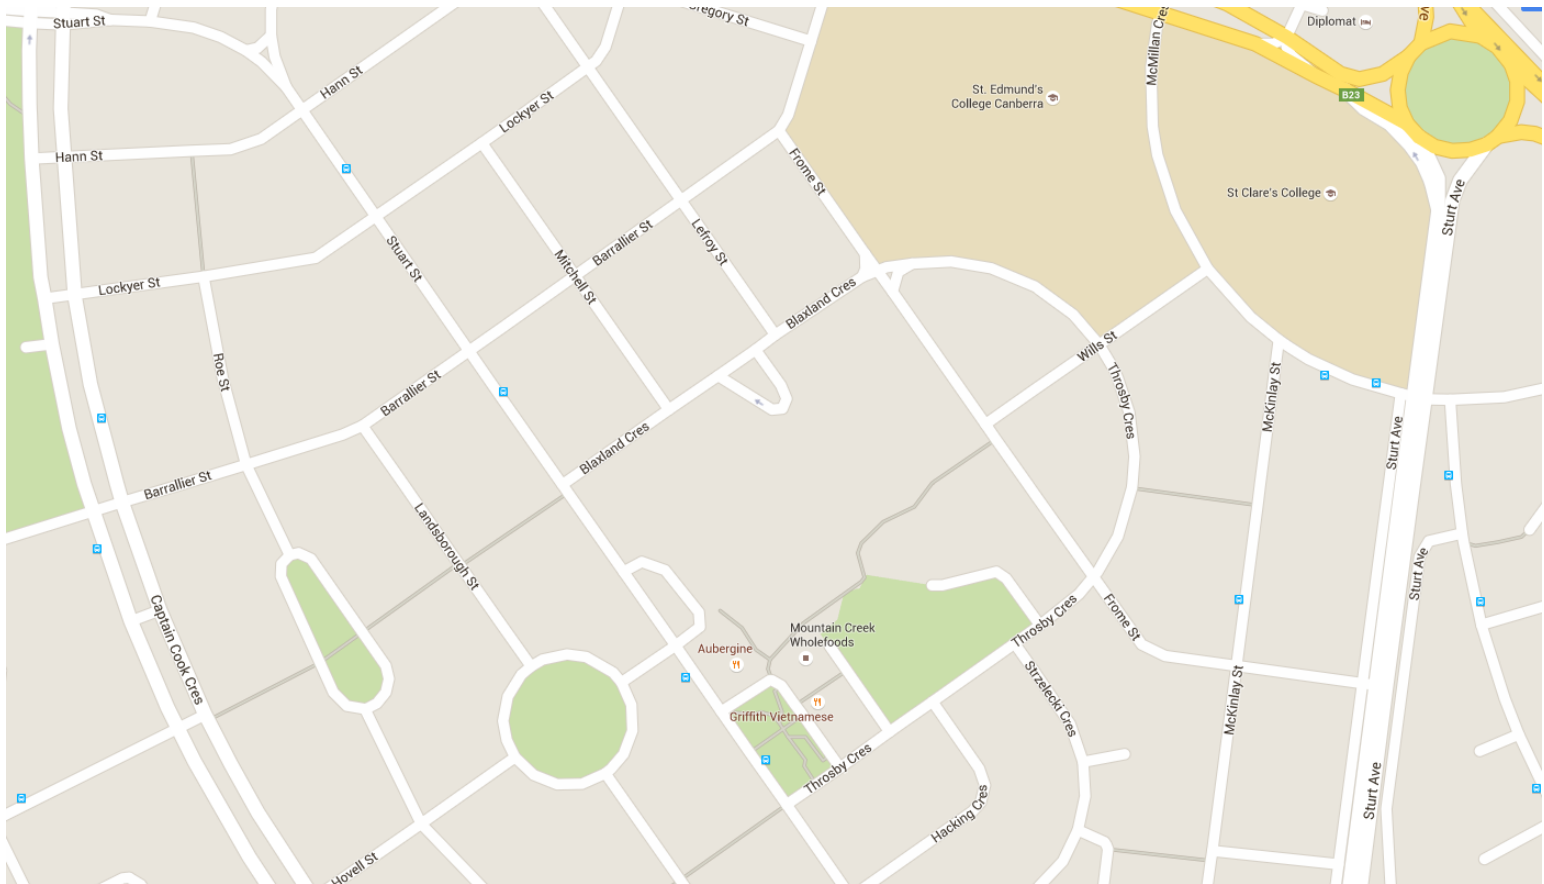 Stuart St
Gregory St
McMillan Cres
Ave
Diplomat
Hann St
St. Edmund's
College Canberra
B23
Lockyer St
Hann St
Frome St
St Clare's College
Sturt Ave
Stuart St
Barrallier St
Lefroy St
Mitchell St
Lockyer St
Blaxland Cres
Wills St
Roe St
Barrallier St
Throsby Cres
McKinlay St
Blaxland Cres
Sturt Ave
Barrallier St
Landsborough St
Sturt Ave
Captain Cook Cres
Throsby Cres
Frome St
Mountain Creek
Wholefoods
Aubergine
Strzelecki Cres
McKinlay St
Griffith Vietnamese
Throsby Cres
Sturt Ave
Hacking Cres
Hovell St